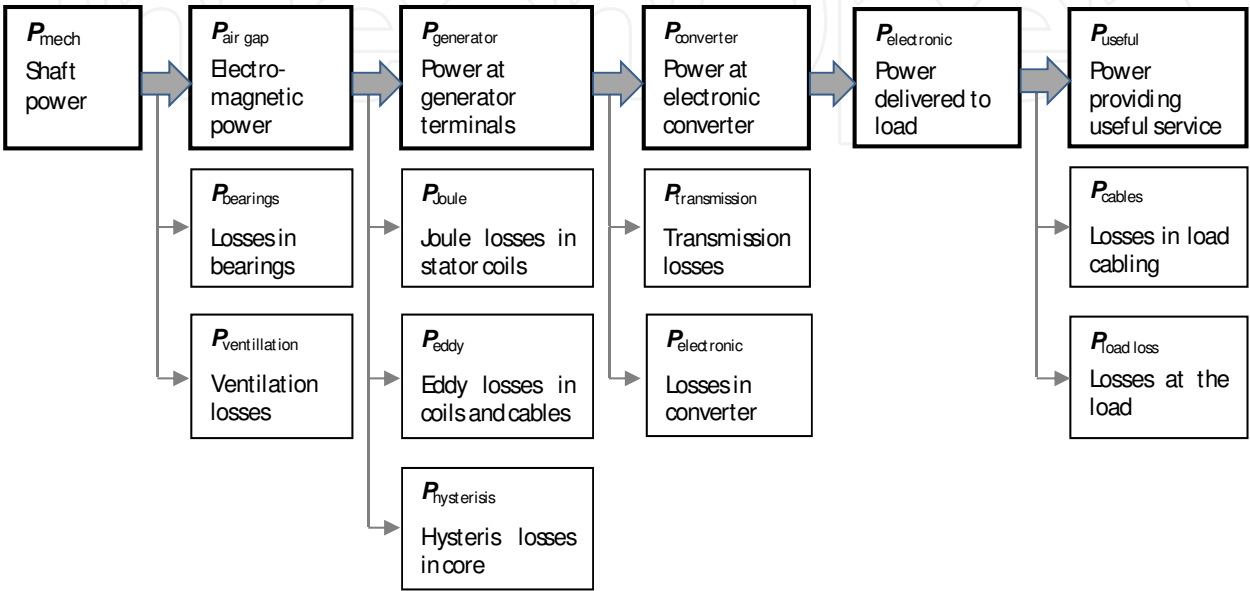 Pmech
Shaft
power
Pair gap
Electro-
magnetic
power
Pgenerator
Power at
generator
terminals
Pconverter
Power at
electronic
converter
Pelectronic
Power
delivered to
load
Puseful
Power
providing
useful service
Pbearings
Losses in
bearings
PJoule
Joule losses in
stator coils
Ptransmission
Transmission
losses
Pcables
Losses in load
cabling
Pventillation
Ventilation
losses
Peddy
Eddy losses in
coils and cables
Pelectronic
Losses in
converter
Pload loss
Losses at the
load
Physterisis
Hysteris losses
in core